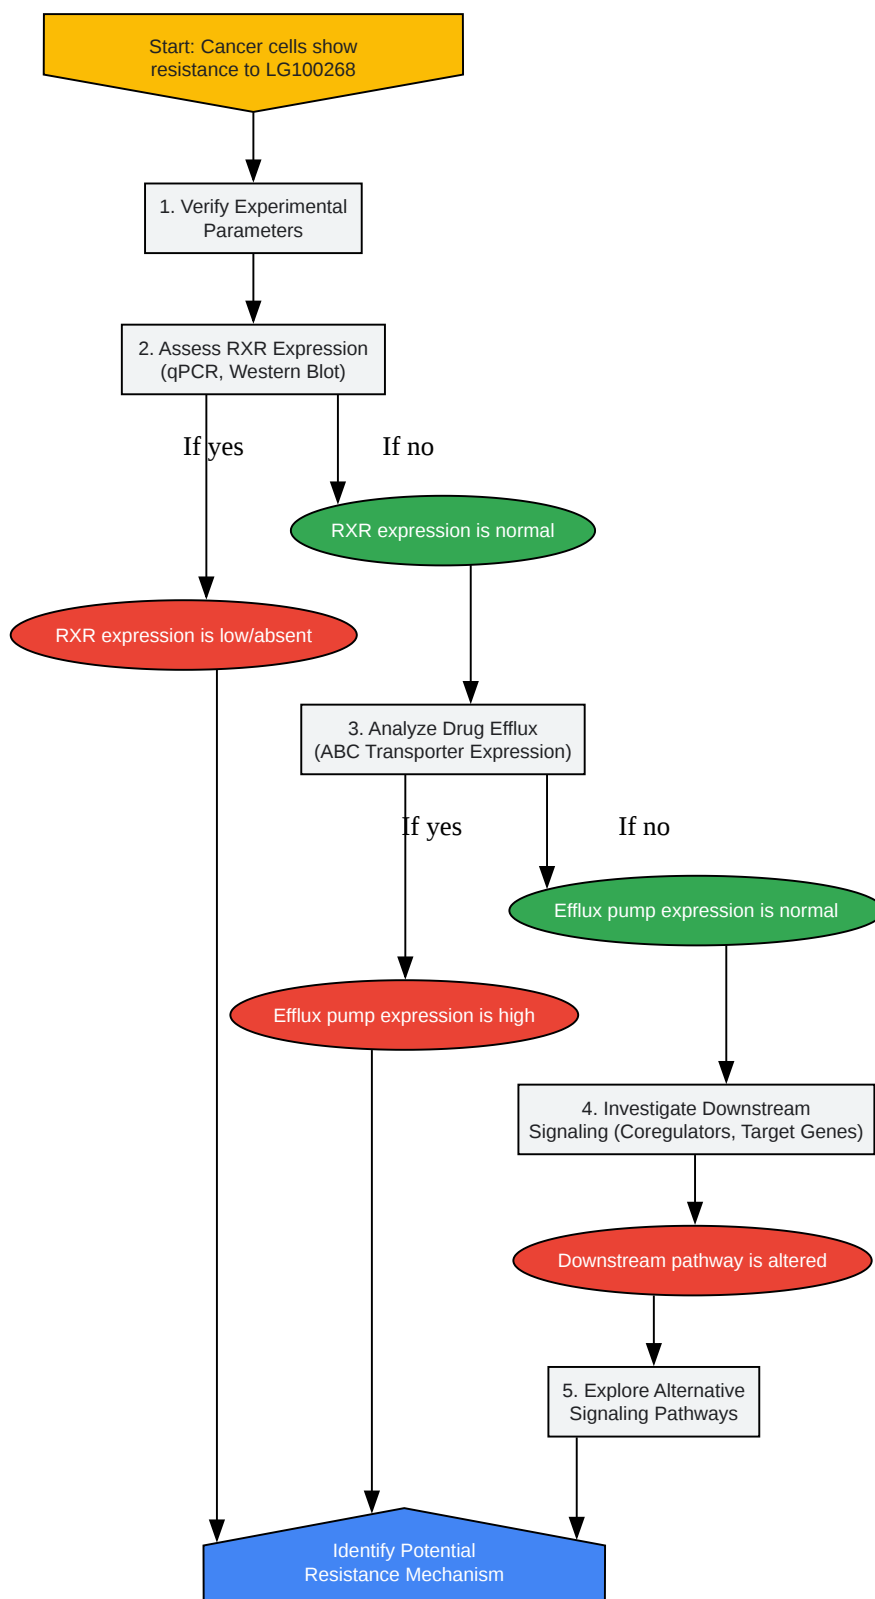 Start: Cancer cells show
resistance to LG100268
1. Verify Experimental
Parameters
2. Assess RXR Expression
(qPCR, Western Blot)
If yes
If no
RXR expression is normal
RXR expression is low/absent
3. Analyze Drug Efflux
(ABC Transporter Expression)
If yes
If no
Efflux pump expression is normal
Efflux pump expression is high
4. Investigate Downstream
Signaling (Coregulators, Target Genes)
Downstream pathway is altered
5. Explore Alternative
Signaling Pathways
Identify Potential
Resistance Mechanism